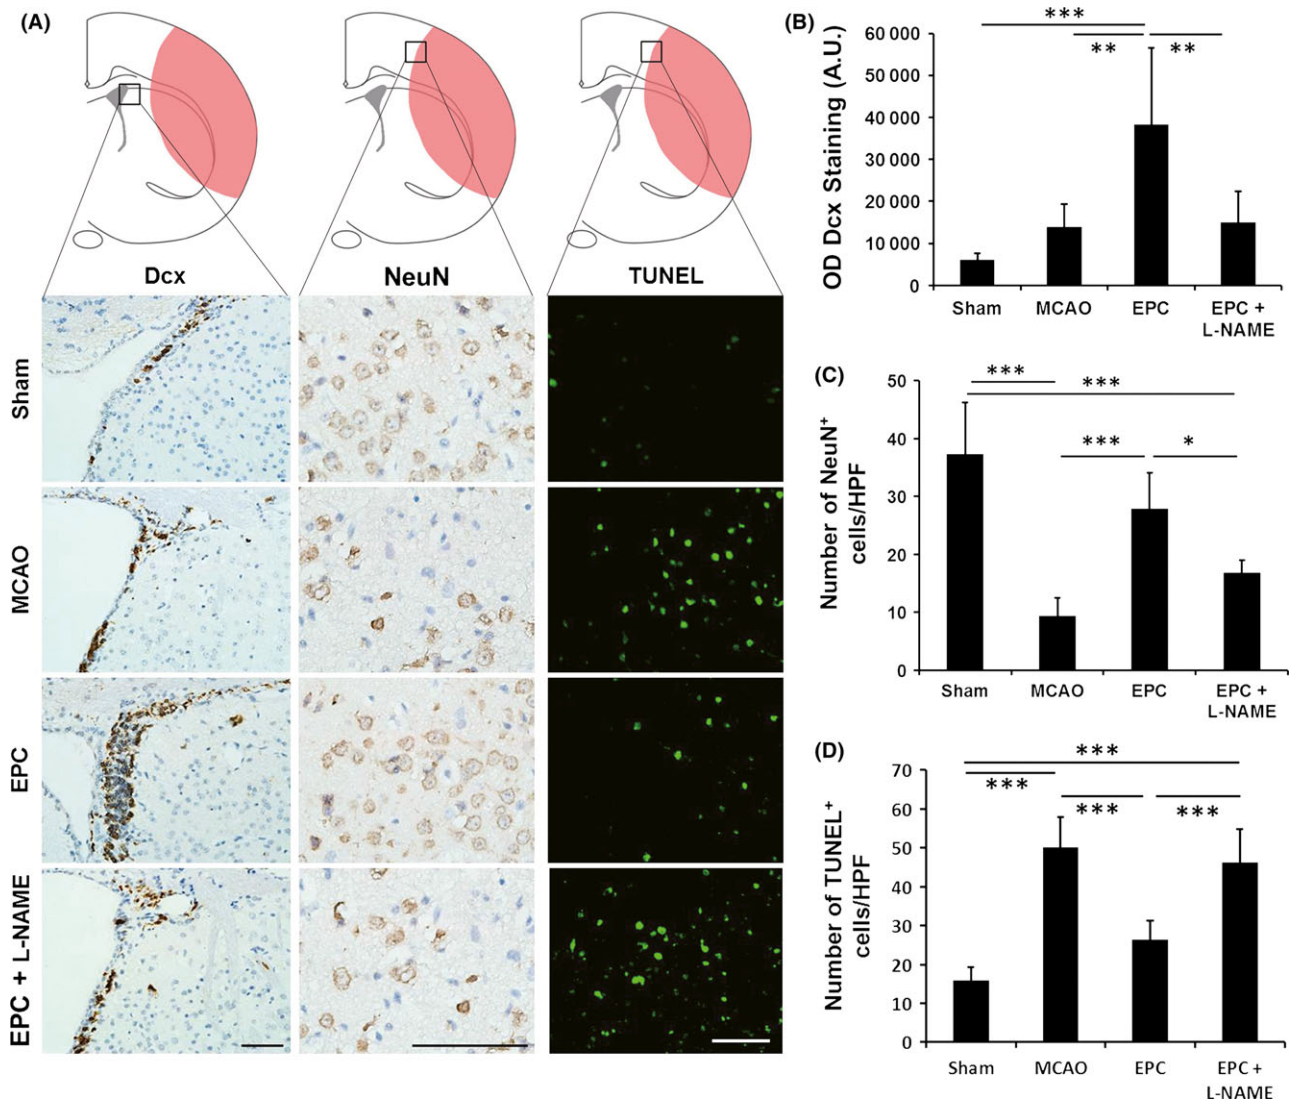 (A)
Dcx
NeuN
TUNEL
Sham
MCAO
EPC
EPC + L-NAME
(B)
OD Dcx Staining (A.U.)
60 000
50 000
40 000
30 000
20 000
10 000
0
***
**
**
Sham
MCAO
EPC
EPC +
L-NAME
(C)
Number of NeuN⁺
cells/HPF
50
40
30
20
10
0
***
***
***
*
Sham
MCAO
EPC
EPC +
L-NAME
(D)
Number of TUNEL⁺
cells/HPF
70
60
50
40
30
20
10
0
***
***
***
***
Sham
MCAO
EPC
EPC +
L-NAME